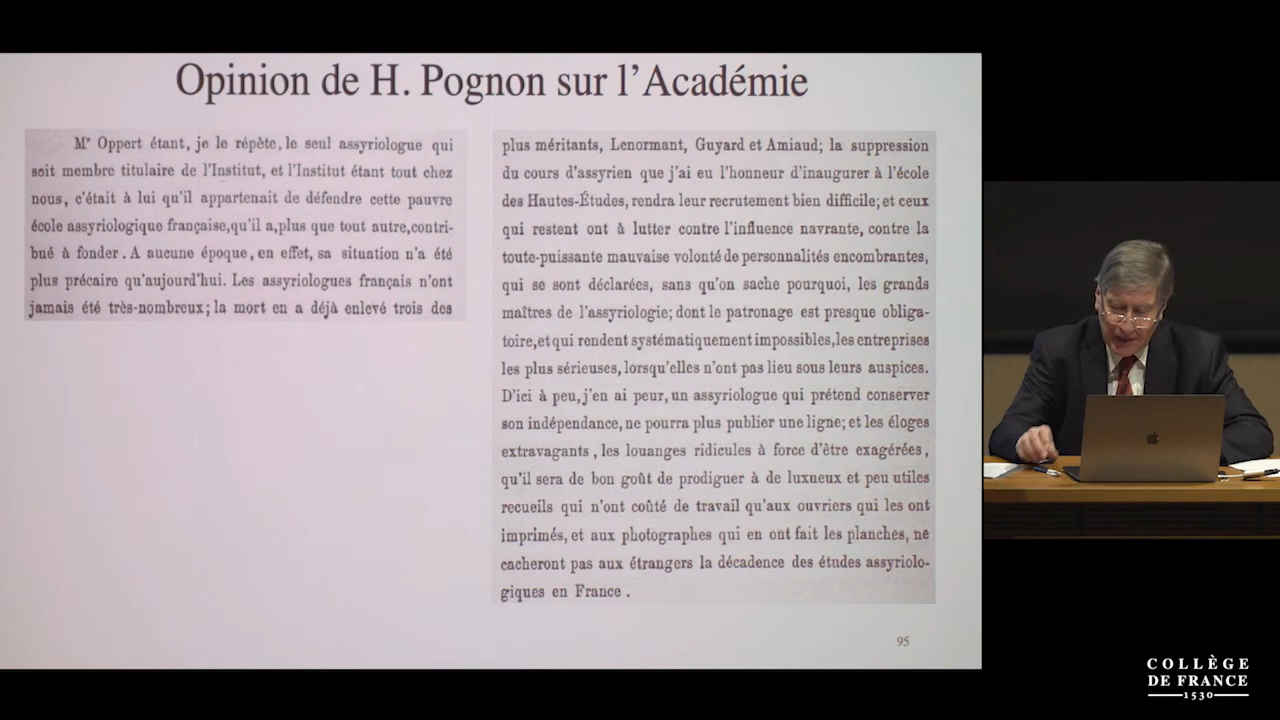 Opinion de H. Pognon sur l'Académie
Mr Oppert étant, je le répète, le seul assyriologue qui
soit membre titulaire de l'Institut, et l'Institut étant tout chez
nous, c'était à lui qu'il appartenait de défendre cette pauvre
école assyriologique française, qu'il a, plus que tout autre, contri-
bué à fonder. A aucune époque, en effet, sa situation n'a été
plus précaire qu'aujourd'hui. Les assyriologues français n'ont
jamais été très-nombreux; la mort en a déjà enlevé trois des
plus méritants, Lenormant, Guyard et Amiaud; la suppression
du cours d'assyrien que j'ai eu l'honneur d'inaugurer à l'école
des Hautes-Études, rendra leur recrutement bien difficile; et ceux
qui restent ont à lutter contre l'influence navrante, contre la
toute-puissante mauvaise volonté de personnalités encombrantes,
qui se sont déclarées, sans qu'on sache pourquoi, les grands
maîtres de l'assyriologie; dont le patronage est presque obliga-
toire, et qui rendent systématiquement impossibles, les entreprises
les plus sérieuses, lorsqu'elles n'ont pas lieu sous leurs auspices.
D'ici à peu, j'en ai peur, un assyriologue qui prétend conserver
son indépendance, ne pourra plus publier une ligne; et les éloges
extravagants, les louanges ridicules à force d'être exagérées,
qu'il sera de bon goût de prodiguer à de luxueux et peu utiles
recueils qui n'ont coûté de travail qu'aux ouvriers qui les ont
imprimés, et aux photographes qui en ont fait les planches, ne
cacheront pas aux étrangers la décadence des études assyriolo-
giques en France.
95
COLLÈGE
DE FRANCE
1530